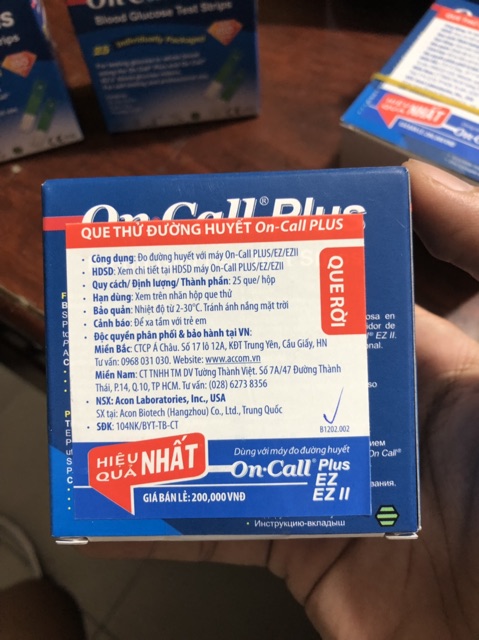 Blood Glucose Test Strips
25 Individually Packaged
HIỆU QUẢ NHẤT
On-Call
On-Call® Plus
QUE THỬ ĐƯỜNG HUYẾT On-Call PLUS
• Công dụng: Đo đường huyết với máy On-Call PLUS/EZ/EZII
• HDSD: Xem chi tiết tại HDSD máy On-Call PLUS/EZ/EZII
• Quy cách/ Định lượng/ Thành phần: 25 que/ hộp
• Hạn dùng: Xem trên nhãn hộp que thử
• Bảo quản: Nhiệt độ từ 2-30°C. Tránh ánh nắng mặt trời
• Cảnh báo: Để xa tầm với trẻ em
• Độc quyền phân phối & bảo hành tại VN:
Miền Bắc: CTCP Á Châu. Số 17 lô 12A, KĐT Trung Yên, Cầu Giấy, HN
Tư vấn: 0968 031 030. Website: www.accom.vn
Miền Nam: CT TNHH TM DV Tường Thành Việt. Số 7A/47 Đường Thành
Thái, P.14, Q.10, TP HCM. Tư vấn: (028) 6273 8356
• NSX: Acon Laboratories, Inc., USA
SX tại: Acon Biotech (Hangzhou) Co., Ltd., Trung Quốc
• SĐK: 104NK/BYT-TB-CT
QUE RỜI
B1202.002
HIỆU QUẢ NHẤT
Dùng với máy đo đường huyết
On-Call® Plus
EZ
EZ II
GIÁ BÁN LẺ: 200,000 VNĐ
• Инструкцию-вкладыш